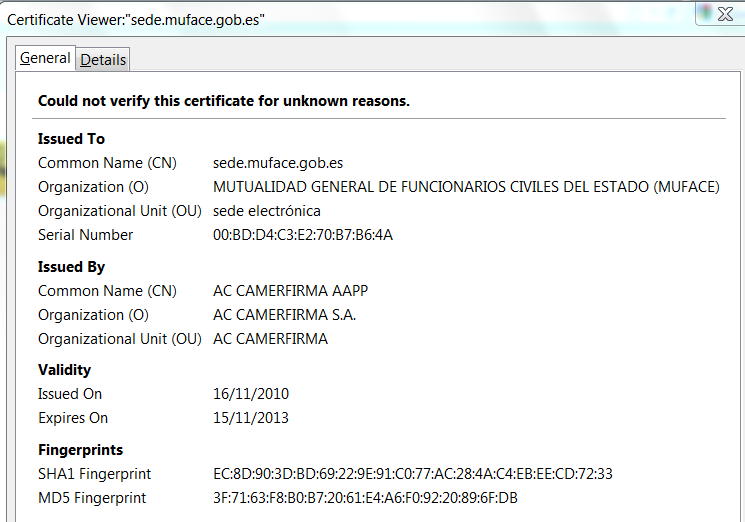 Certificate Viewer:"sede.muface.gob.es"
General Details
Could not verify this certificate for unknown reasons.
Issued To
Common Name (CN) sede.muface.gob.es
Organization (O) MUTUALIDAD GENERAL DE FUNCIONARIOS CIVILES DEL ESTADO (MUFACE)
Organizational Unit (OU) sede electrónica
Serial Number 00:BD:D4:C3:E2:70:B7:B6:4A
Issued By
Common Name (CN) AC CAMERFIRMA AAPP
Organization (O) AC CAMERFIRMA S.A.
Organizational Unit (OU) AC CAMERFIRMA
Validity
Issued On 16/11/2010
Expires On 15/11/2013
Fingerprints
SHA1 Fingerprint EC:8D:90:3D:BD:69:22:9E:91:C0:77:AC:28:4A:C4:EB:EE:CD:72:33
MD5 Fingerprint 3F:71:63:F8:B0:B7:20:61:E4:A6:F0:92:20:89:6F:DB